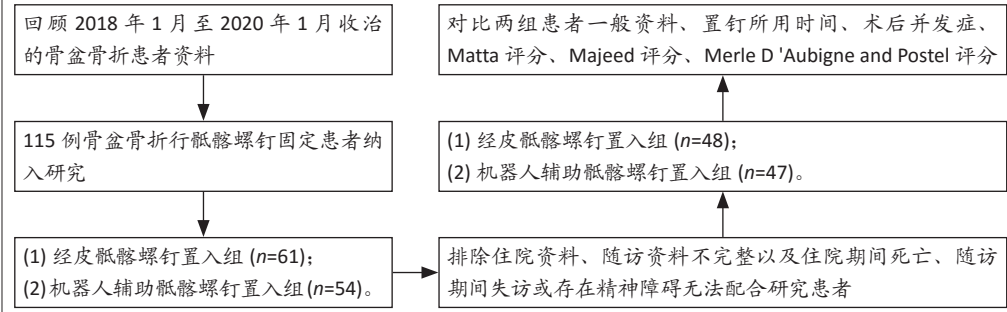 回顾 2018 年 1 月至 2020 年 1 月收治
的骨盆骨折患者资料
115 例骨盆骨折行骶髂螺钉固定患者纳
入研究
(1) 经皮骶髂螺钉置入组 (n=61)；
(2)机器人辅助骶髂螺钉置入组(n=54)。
排除住院资料、随访资料不完整以及住院期间死亡、随访
期间失访或存在精神障碍无法配合研究患者
(1) 经皮骶髂螺钉置入组 (n=48)；
(2) 机器人辅助骶髂螺钉置入组 (n=47)。
对比两组患者一般资料、置钉所用时间、术后并发症、
Matta 评分、Majeed 评分、Merle D 'Aubigne and Postel 评分